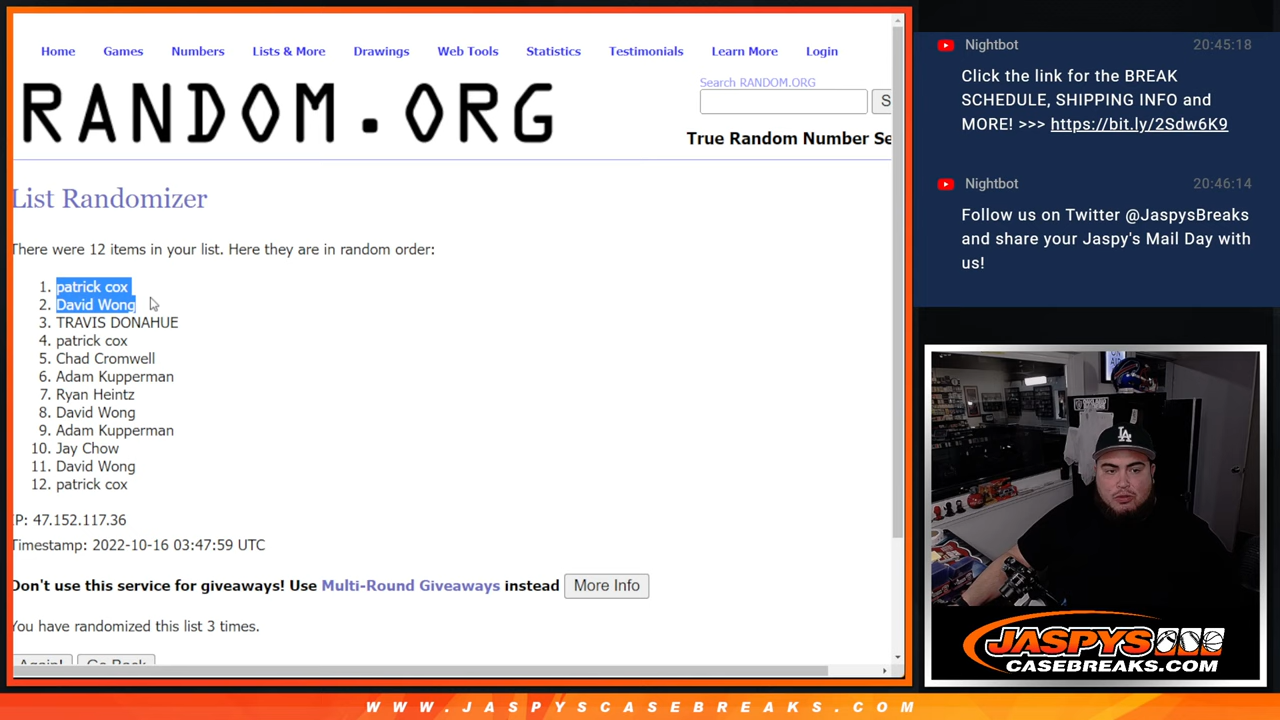 Home Games Numbers Lists & More Drawings Web Tools Statistics Testimonials Learn More Login
Search RANDOM.ORG
RANDOM.ORG
S
True Random Number Se
List Randomizer
There were 12 items in your list. Here they are in random order:
1. patrick cox
2. David Wong
3. TRAVIS DONAHUE
4. patrick cox
5. Chad Cromwell
6. Adam Kupperman
7. Ryan Heintz
8. David Wong
9. Adam Kupperman
10. Jay Chow
11. David Wong
12. patrick cox
IP: 47.152.117.36
Timestamp: 2022-10-16 03:47:59 UTC
Don't use this service for giveaways! Use Multi-Round Giveaways instead More Info
You have randomized this list 3 times.
Again! Go Back
Nightbot 20:45:18
Click the link for the BREAK
SCHEDULE, SHIPPING INFO and
MORE! >>> https://bit.ly/2Sdw6K9
Nightbot 20:46:14
Follow us on Twitter @JaspysBreaks
and share your Jaspy's Mail Day with
us!
LA
JASPYS
CASEBREAKS.COM
WWW.JASPYSCASEBREAKS.COM